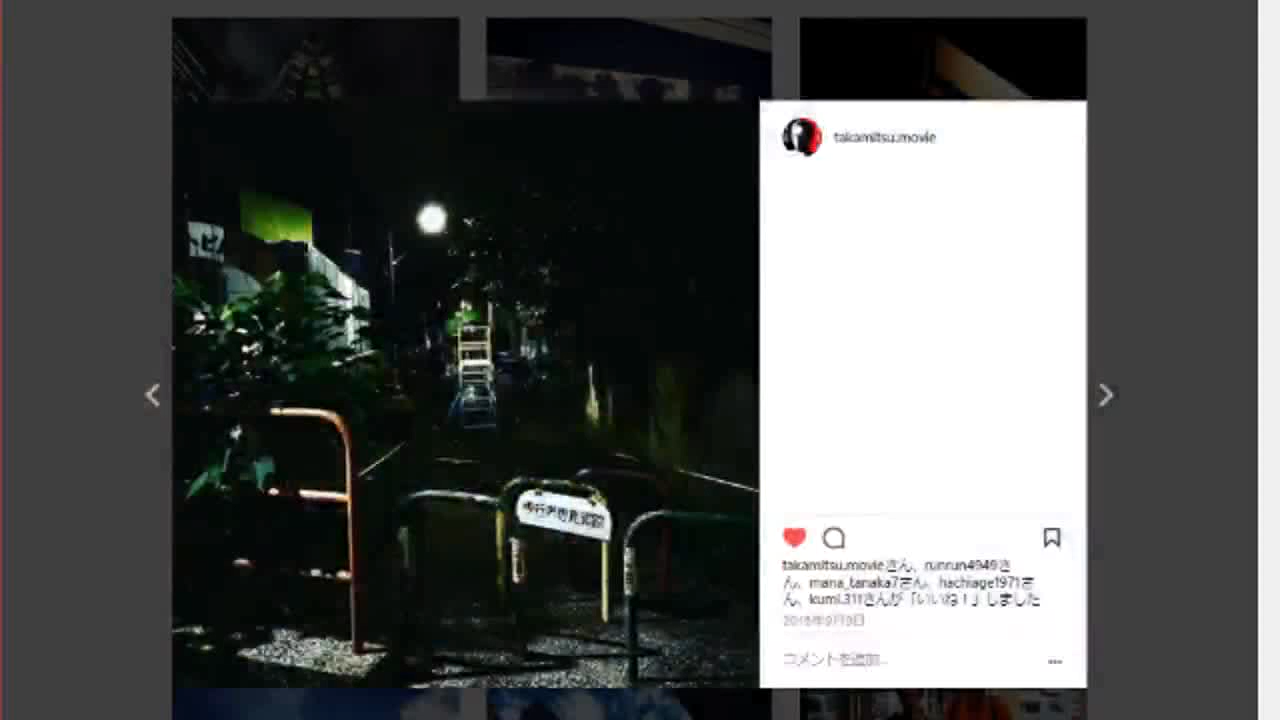 takamitsu.movie
takamitsu.movieさん、runrun4949さ
ん、mana_tanaka7さん、hachiage1971さ
ん、kumi.311さんが「いいね！」しました
コメントを追加...